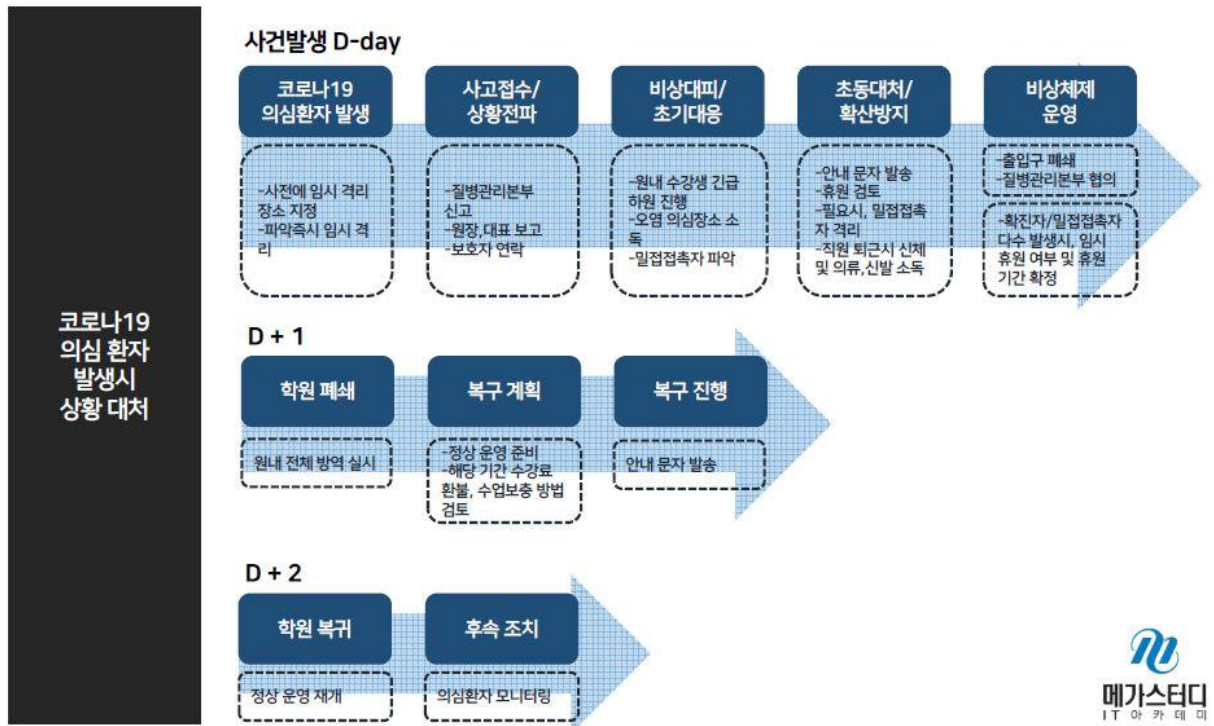 코로나19
의심 환자
발생시
상황 대처
사건발생 D-day
코로나19
의심환자 발생
-사전에 임시 격리
장소 지정
-파악즉시 임시 격
리
사고접수/
상황전파
-질병관리본부
신고
-원장,대표 보고
-보호자 연락
비상대피/
초기대응
-원내 수강생 긴급
하원 진행
-오염 의심장소 소
독
-밀접접촉자 파악
초동대처/
확산방지
-안내 문자 발송
-휴원 검토
-필요시, 밀접접촉
자 격리
-직원 퇴근시 신체
및 의류,신발 소독
비상체제
운영
-출입구 폐쇄
-질병관리본부 협의
-확진자/밀접접촉자
다수 발생시, 임시
휴원 여부 및 휴원
기간 확정
D + 1
학원 폐쇄
원내 전체 방역 실시
복구 계획
-정상 운영 준비
-해당 기간 수강료
환불, 수업보충 방법
검토
복구 진행
안내 문자 발송
D + 2
학원 복귀
정상 운영 재개
후속 조치
의심환자 모니터링
메가스터디
IT아카데미